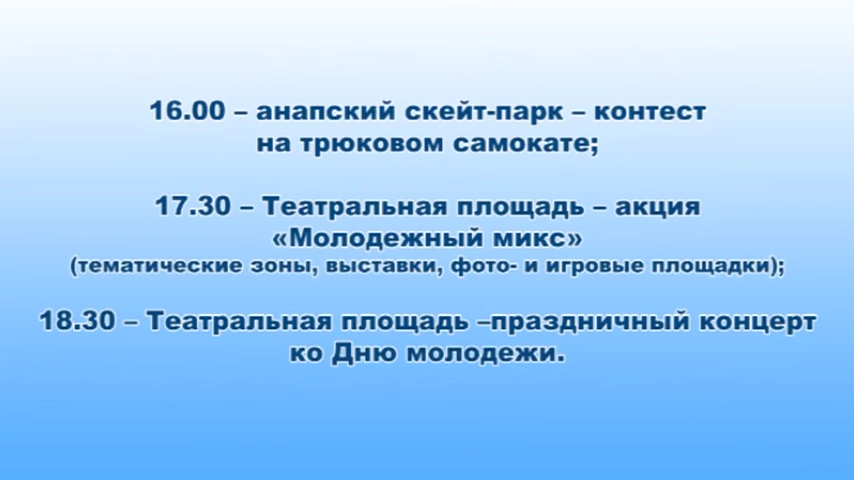 16.00 – анапский скейт-парк – контест
на трюковом самокате;
17.30 – Театральная площадь – акция
«Молодежный микс»
(тематические зоны, выставки, фото- и игровые площадки);
18.30 – Театральная площадь –праздничный концерт
ко Дню молодежи.